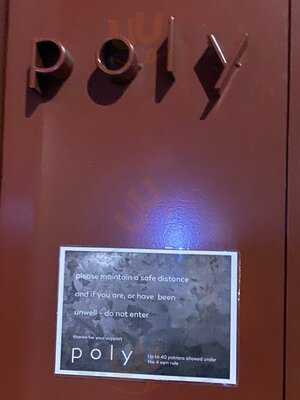 poly
please maintain a safe distance
and if you are, or have been
unwell - do not enter
thanks for your support
poly
Up to 40 patrons allowed under
the 4 sqm rule